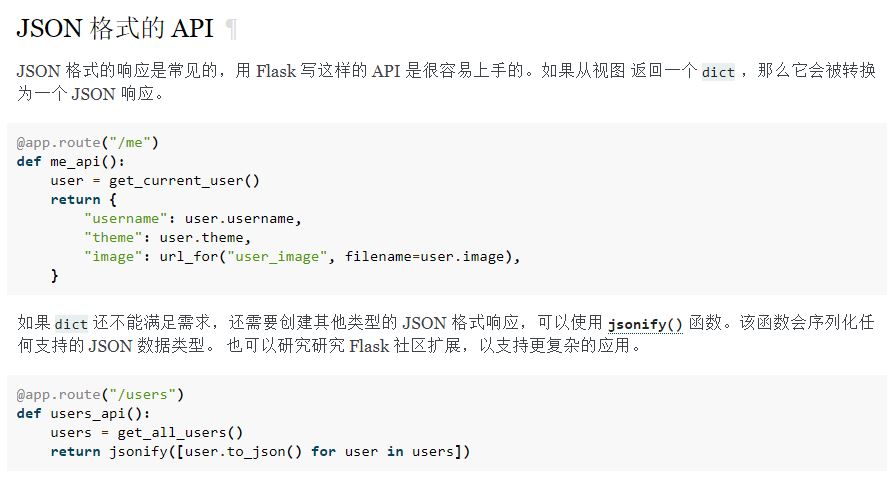 JSON 格式的 API ¶
JSON 格式的响应是常见的，用 Flask 写这样的 API 是很容易上手的。如果从视图 返回一个 dict ，那么它会被转换
为一个 JSON 响应。
@app.route("/me")
def me_api():
    user = get_current_user()
    return {
        "username": user.username,
        "theme": user.theme,
        "image": url_for("user_image", filename=user.image),
    }
如果 dict 还不能满足需求，还需要创建其他类型的 JSON 格式响应，可以使用 jsonify() 函数。该函数会序列化任
何支持的 JSON 数据类型。 也可以研究研究 Flask 社区扩展，以支持更复杂的应用。
@app.route("/users")
def users_api():
    users = get_all_users()
    return jsonify([user.to_json() for user in users])